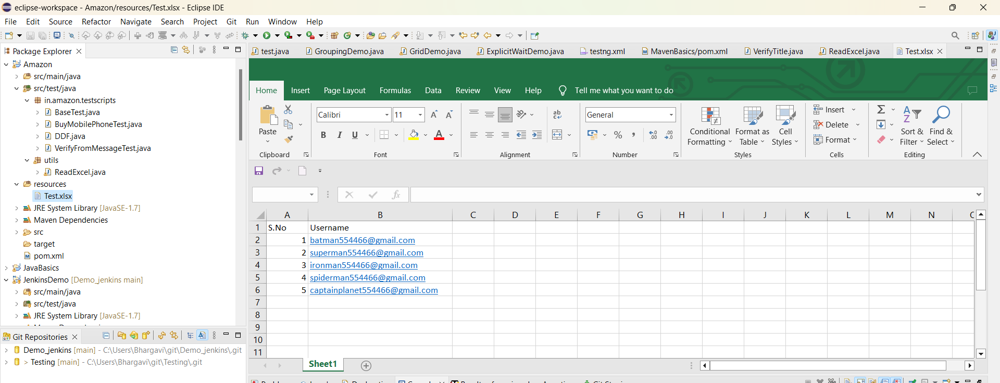 eclipse-workspace - Amazon/resources/Test.xlsx - Eclipse IDE
File Edit Source Refactor Navigate Search Project Git Run Window Help
Package Explorer
Amazon
src/main/java
src/test/java
in.amazon.testscripts
BaseTest.java
BuyMobilePhoneTest.java
DDF.java
VerifyFromMessageTest.java
utils
ReadExcel.java
resources
Test.xlsx
JRE System Library [JavaSE-1.7]
Maven Dependencies
src
target
pom.xml
JavaBasics
JenkinsDemo [Demo_jenkins main]
src/main/java
src/test/java
JRE System Library [JavaSE-1.7]
Git Repositories
Demo_jenkins [main] - C:\Users\Bhargavi\git\Demo_jenkins\.git
> Testing [main] - C:\Users\Bhargavi\git\Testing\.git
test.java GroupingDemo.java GridDemo.java ExplicitWaitDemo.java testng.xml MavenBasics/pom.xml VerifyTitle.java ReadExcel.java Test.xlsx
Home Insert Page Layout Formulas Data Review View Help Tell me what you want to do
Paste
Clipboard
Calibri 11
B I U
Font
ab
Alignment
General
% ,
Number
Conditional Formatting
Format as Table
Cell Styles
Styles
Insert
Delete
Format
Cells
Sort & Filter
Find & Select
Editing
fx
A B C D E F G H I J K L M N
1 S.No Username
2 1 batman554466@gmail.com
3 2 superman554466@gmail.com
4 3 ironman554466@gmail.com
5 4 spiderman554466@gmail.com
6 5 captainplanet554466@gmail.com
7
8
9
10
11
Sheet1